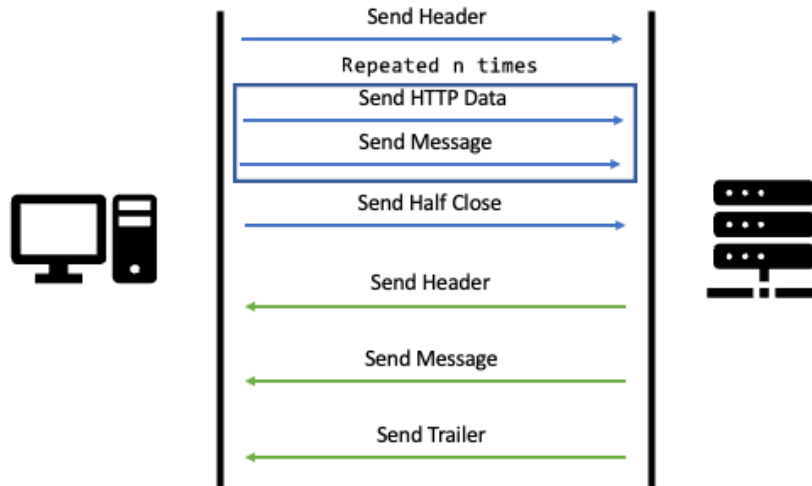 Send Header
Repeated n times
Send HTTP Data
Send Message
Send Half Close
Send Header
Send Message
Send Trailer